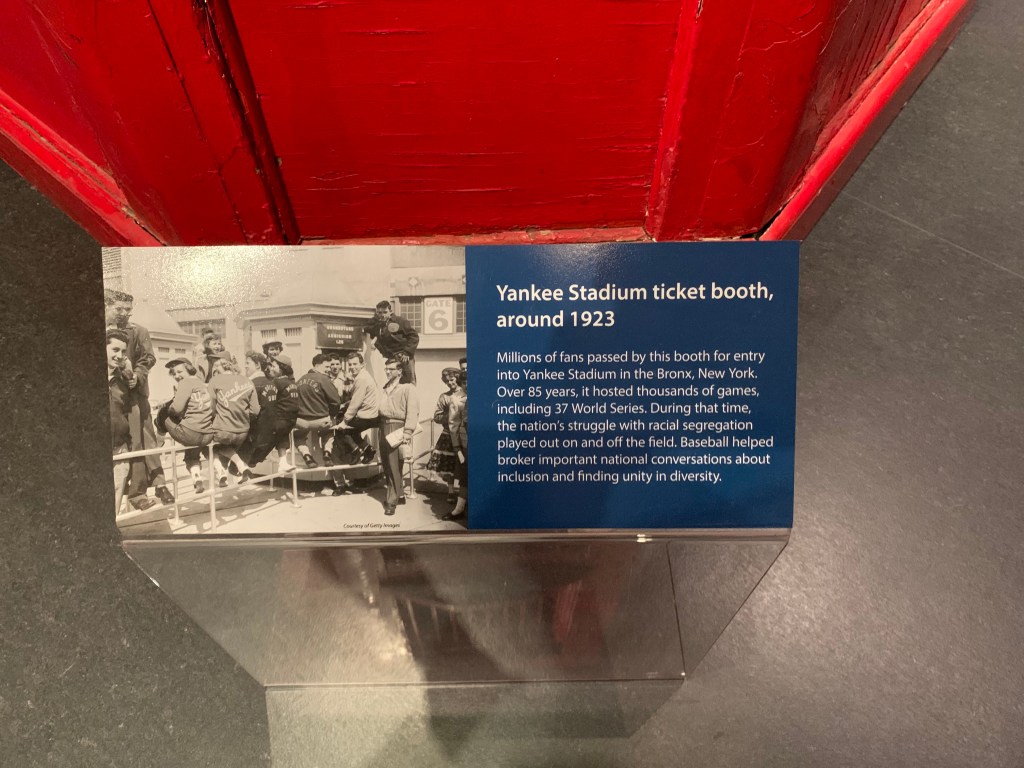 GATE
6
Yankee Stadium ticket booth,
around 1923
Millions of fans passed by this booth for entry
into Yankee Stadium in the Bronx, New York.
Over 85 years, it hosted thousands of games,
including 37 World Series. During that time,
the nation's struggle with racial segregation
played out on and off the field. Baseball helped
broker important national conversations about
inclusion and finding unity in diversity.
Courtesy of Getty Images